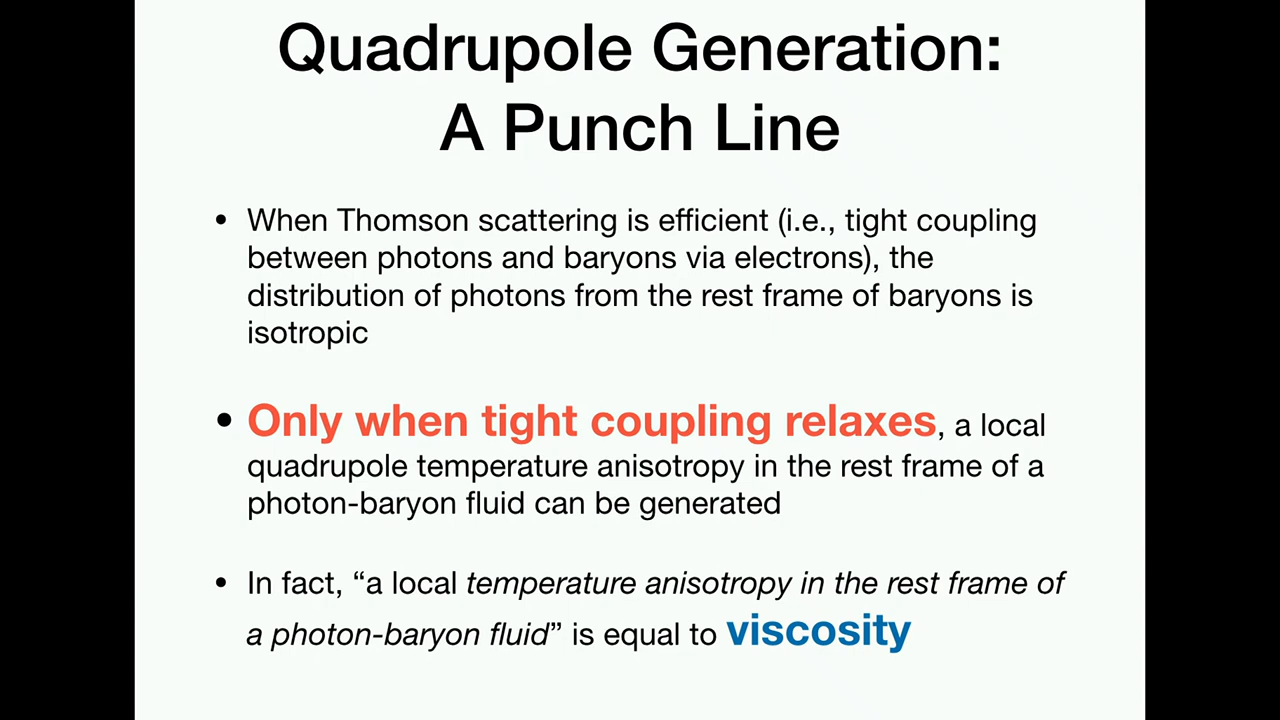 Quadrupole Generation:
A Punch Line
• When Thomson scattering is efficient (i.e., tight coupling
between photons and baryons via electrons), the
distribution of photons from the rest frame of baryons is
isotropic
• Only when tight coupling relaxes, a local
quadrupole temperature anisotropy in the rest frame of a
photon-baryon fluid can be generated
• In fact, “a local temperature anisotropy in the rest frame of
a photon-baryon fluid” is equal to viscosity